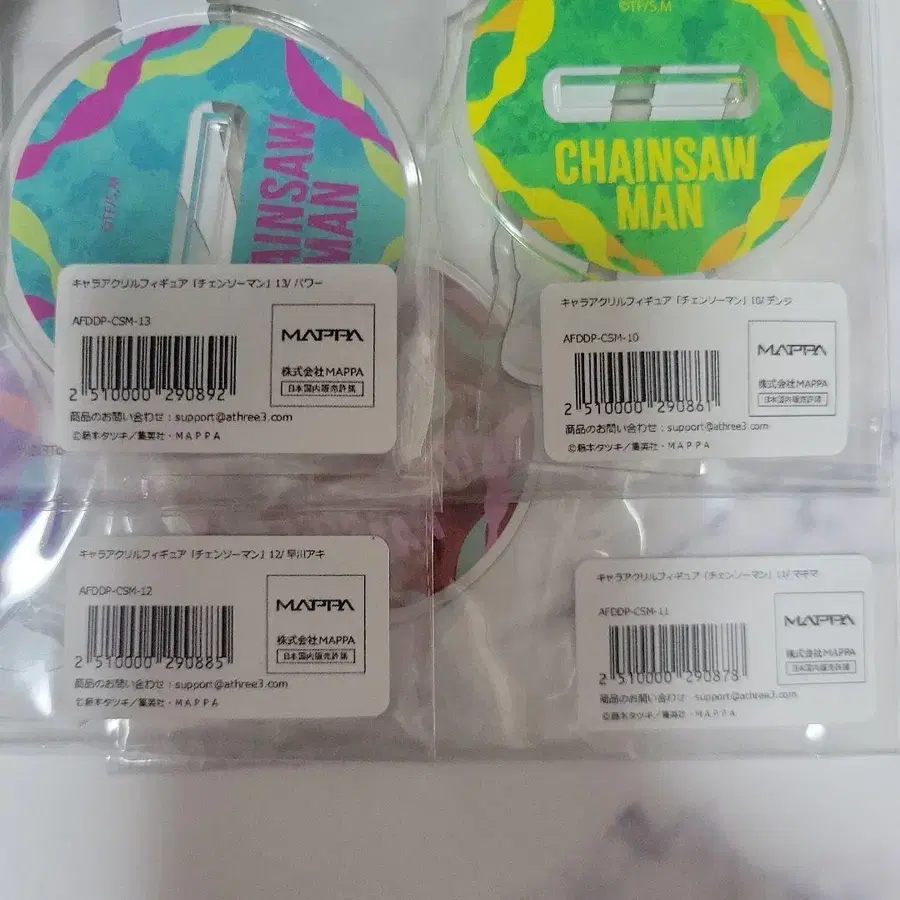 ©TF/S,M
AINSAW
MAN
キャラアクリルフィギュア「チェンソーマン」13/パワー
AFDDP-CSM-13
2 510000 290892
MAPPA
株式会社MAPPA
日本国内販売許諾
商品のお問い合わせ：support@athree3.com
©藤本タツキ／集英社・MAPPA
©TF/S,M
CHAINSAW
MAN
キャラアクリルフィギュア「チェンソーマン」10/デンジ
AFDDP-CSM-10
2 510000 290861
MAPPA
株式会社MAPPA
日本国内販売許諾
商品のお問い合わせ：support@athree3.com
©藤本タツキ／集英社・MAPPA
キャラアクリルフィギュア「チェンソーマン」12/早川アキ
AFDDP-CSM-12
2 510000 290885
MAPPA
株式会社MAPPA
日本国内販売許諾
商品のお問い合わせ：support@athree3.com
©藤本タツキ／集英社・MAPPA
キャラアクリルフィギュア「チェンソーマン」11/マキマ
AFDDP-CSM-11
2 510000 290878
MAPPA
株式会社MAPPA
日本国内販売許諾
商品のお問い合わせ：support@athree3.com
©藤本タツキ／集英社・MAPPA